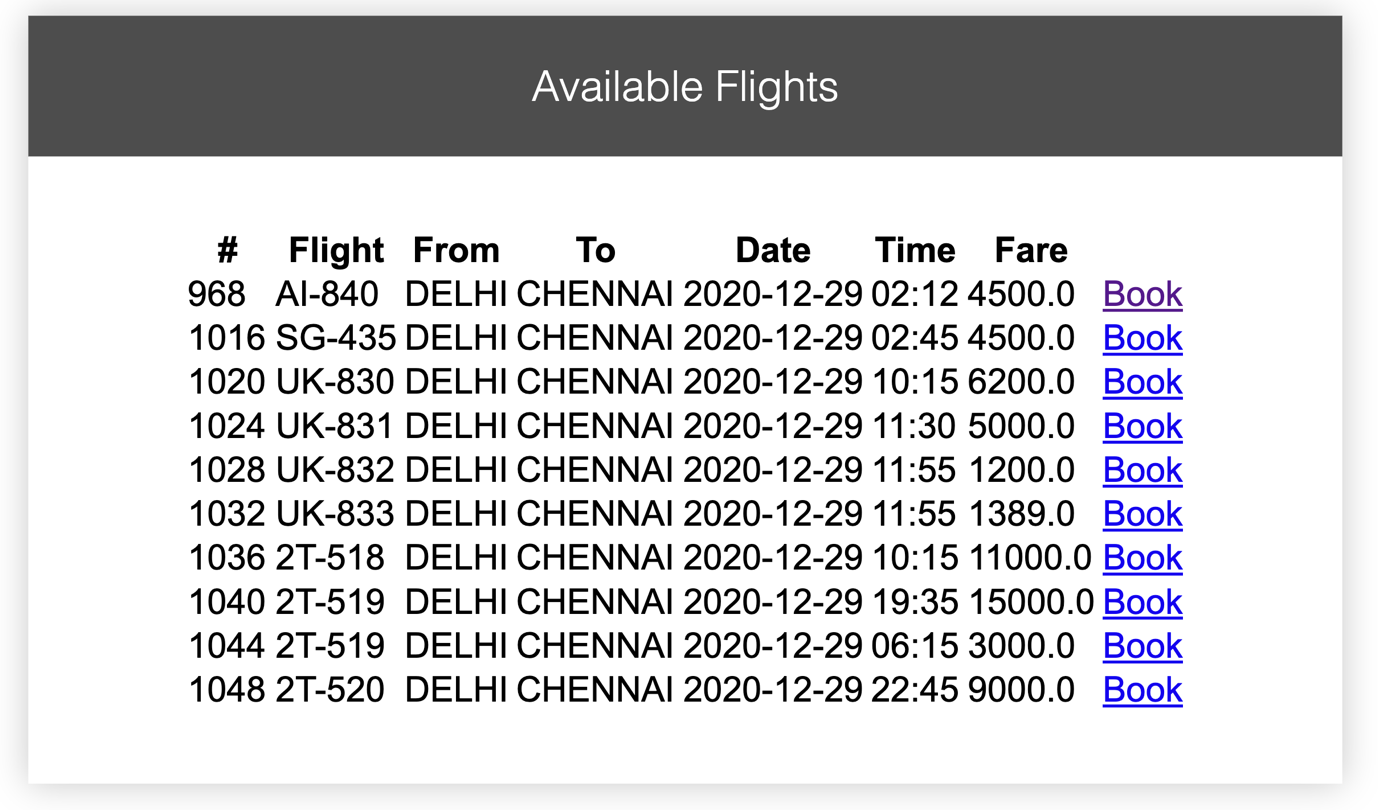 Available Flights
# Flight From To Date Time Fare
968 AI-840 DELHI CHENNAI 2020-12-29 02:12 4500.0 Book
1016 SG-435 DELHI CHENNAI 2020-12-29 02:45 4500.0 Book
1020 UK-830 DELHI CHENNAI 2020-12-29 10:15 6200.0 Book
1024 UK-831 DELHI CHENNAI 2020-12-29 11:30 5000.0 Book
1028 UK-832 DELHI CHENNAI 2020-12-29 11:55 1200.0 Book
1032 UK-833 DELHI CHENNAI 2020-12-29 11:55 1389.0 Book
1036 2T-518 DELHI CHENNAI 2020-12-29 10:15 11000.0 Book
1040 2T-519 DELHI CHENNAI 2020-12-29 19:35 15000.0 Book
1044 2T-519 DELHI CHENNAI 2020-12-29 06:15 3000.0 Book
1048 2T-520 DELHI CHENNAI 2020-12-29 22:45 9000.0 Book